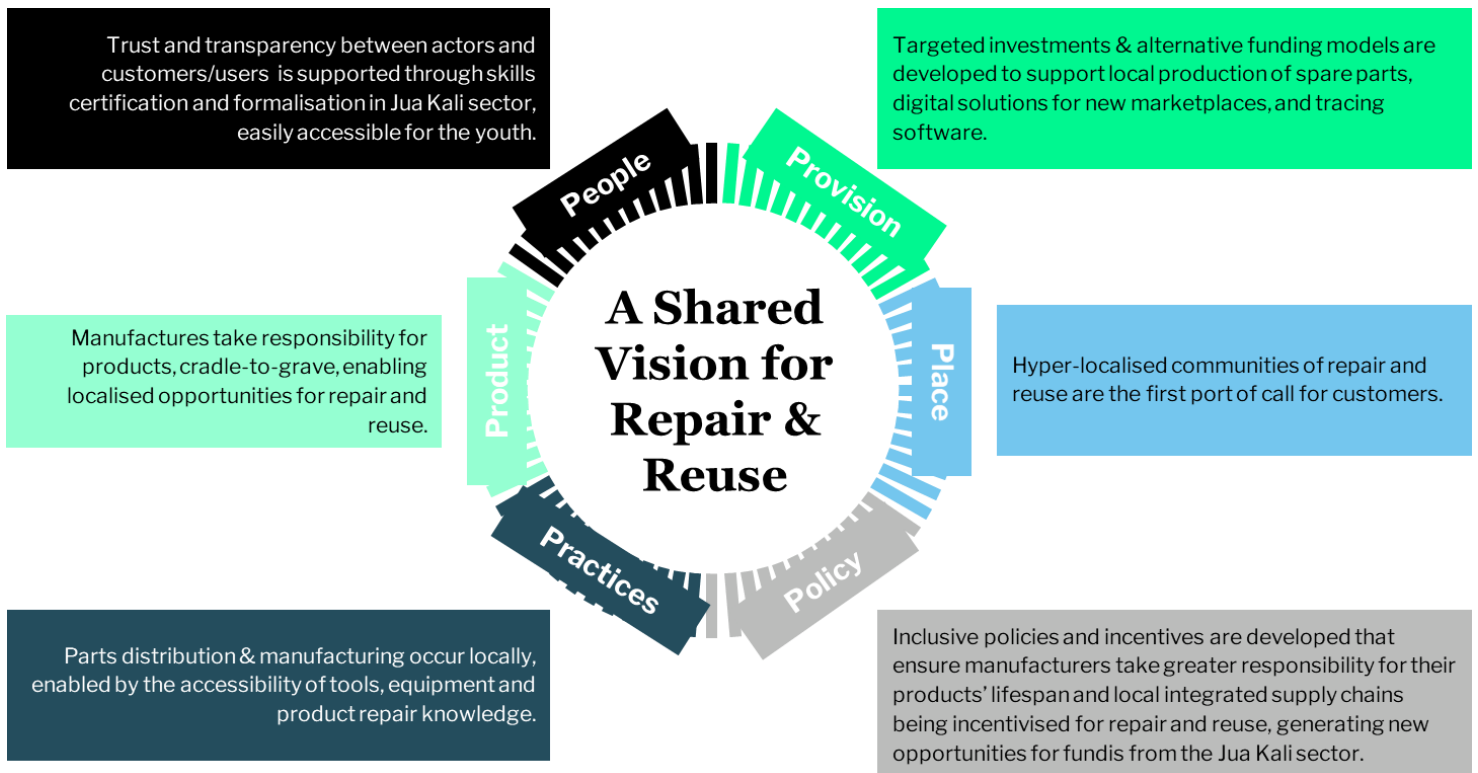 Trust and transparency between actors and
customers/users is supported through skills
certification and formalisation in Jua Kali sector,
easily accessible for the youth.
Targeted investments & alternative funding models are
developed to support local production of spare parts,
digital solutions for new marketplaces, and tracing
software.
People
Provision
Manufactures take responsibility for
products, cradle-to-grave, enabling
localised opportunities for repair and
reuse.
Product
A Shared
Vision for
Repair &
Reuse
Place
Hyper-localised communities of repair and
reuse are the first port of call for customers.
Practices
Policy
Parts distribution & manufacturing occur locally,
enabled by the accessibility of tools, equipment and
product repair knowledge.
Inclusive policies and incentives are developed that
ensure manufacturers take greater responsibility for their
products’ lifespan and local integrated supply chains
being incentivised for repair and reuse, generating new
opportunities for fundis from the Jua Kali sector.